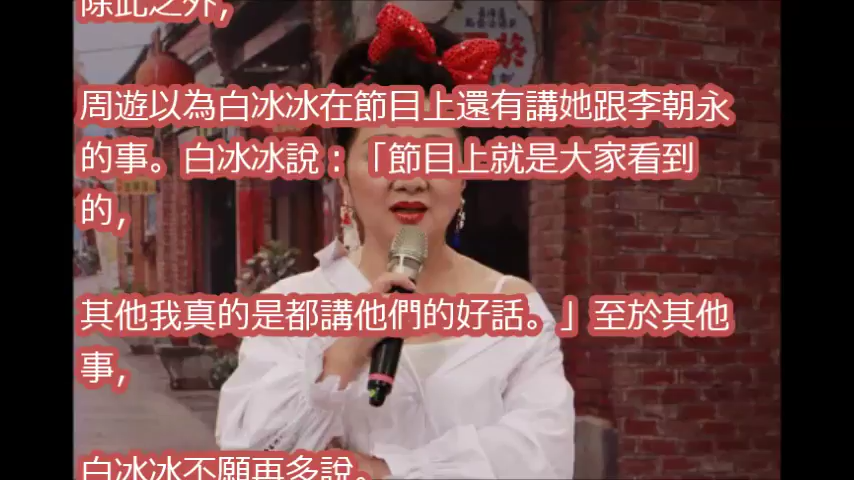 除此之外，
周遊以為白冰冰在節目上還有講她跟李朝永
的事。白冰冰說：「節目上就是大家看到
的，
其他我真的是都講他們的好話。」至於其他
事，
白冰冰不願再多說。